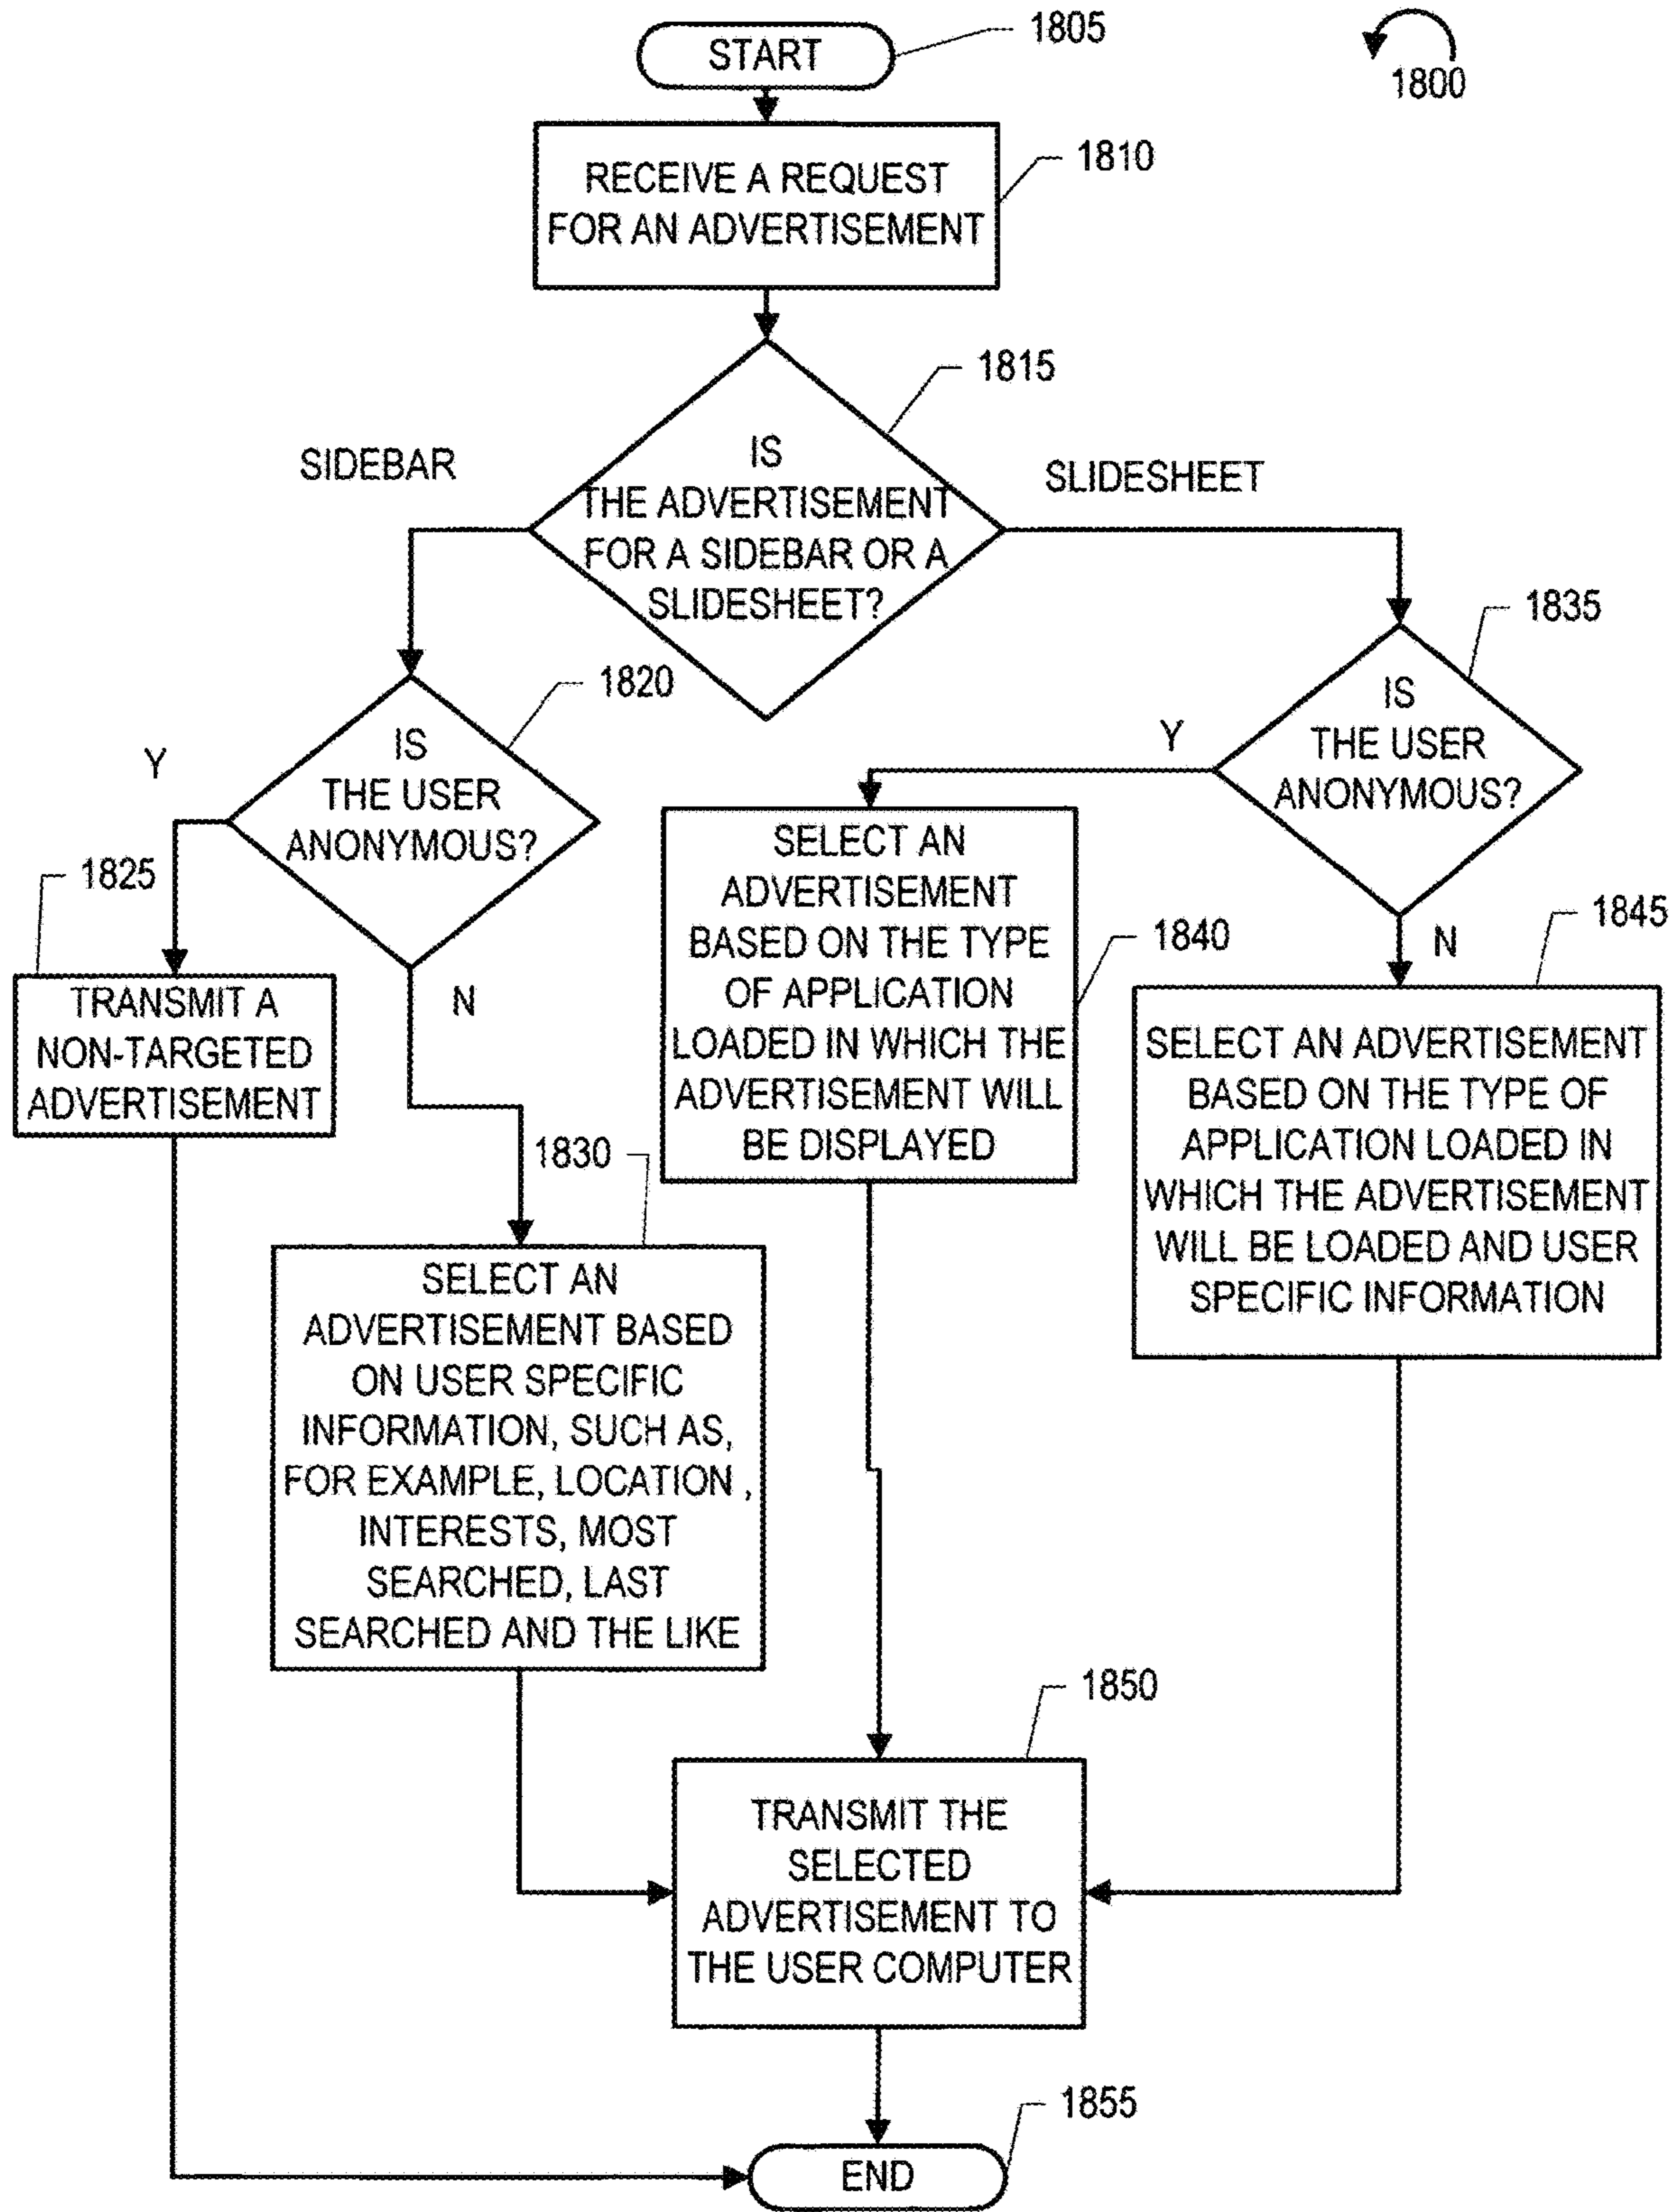 START
1805
1800
RECEIVE A REQUEST
FOR AN ADVERTISEMENT
1810
1815
IS
THE ADVERTISEMENT
FOR A SIDEBAR OR A
SLIDESHEET?
SIDEBAR
SLIDESHEET
1820
IS
THE USER
ANONYMOUS?
Y
N
1835
IS
THE USER
ANONYMOUS?
Y
N
1825
TRANSMIT A
NON-TARGETED
ADVERTISEMENT
1830
SELECT AN
ADVERTISEMENT BASED
ON USER SPECIFIC
INFORMATION, SUCH AS,
FOR EXAMPLE, LOCATION ,
INTERESTS, MOST
SEARCHED, LAST
SEARCHED AND THE LIKE
1840
SELECT AN
ADVERTISEMENT
BASED ON THE TYPE
OF APPLICATION
LOADED IN WHICH THE
ADVERTISEMENT WILL
BE DISPLAYED
1845
SELECT AN ADVERTISEMENT
BASED ON THE TYPE OF
APPLICATION LOADED IN
WHICH THE ADVERTISEMENT
WILL BE LOADED AND USER
SPECIFIC INFORMATION
1850
TRANSMIT THE
SELECTED
ADVERTISEMENT TO
THE USER COMPUTER
1855
END